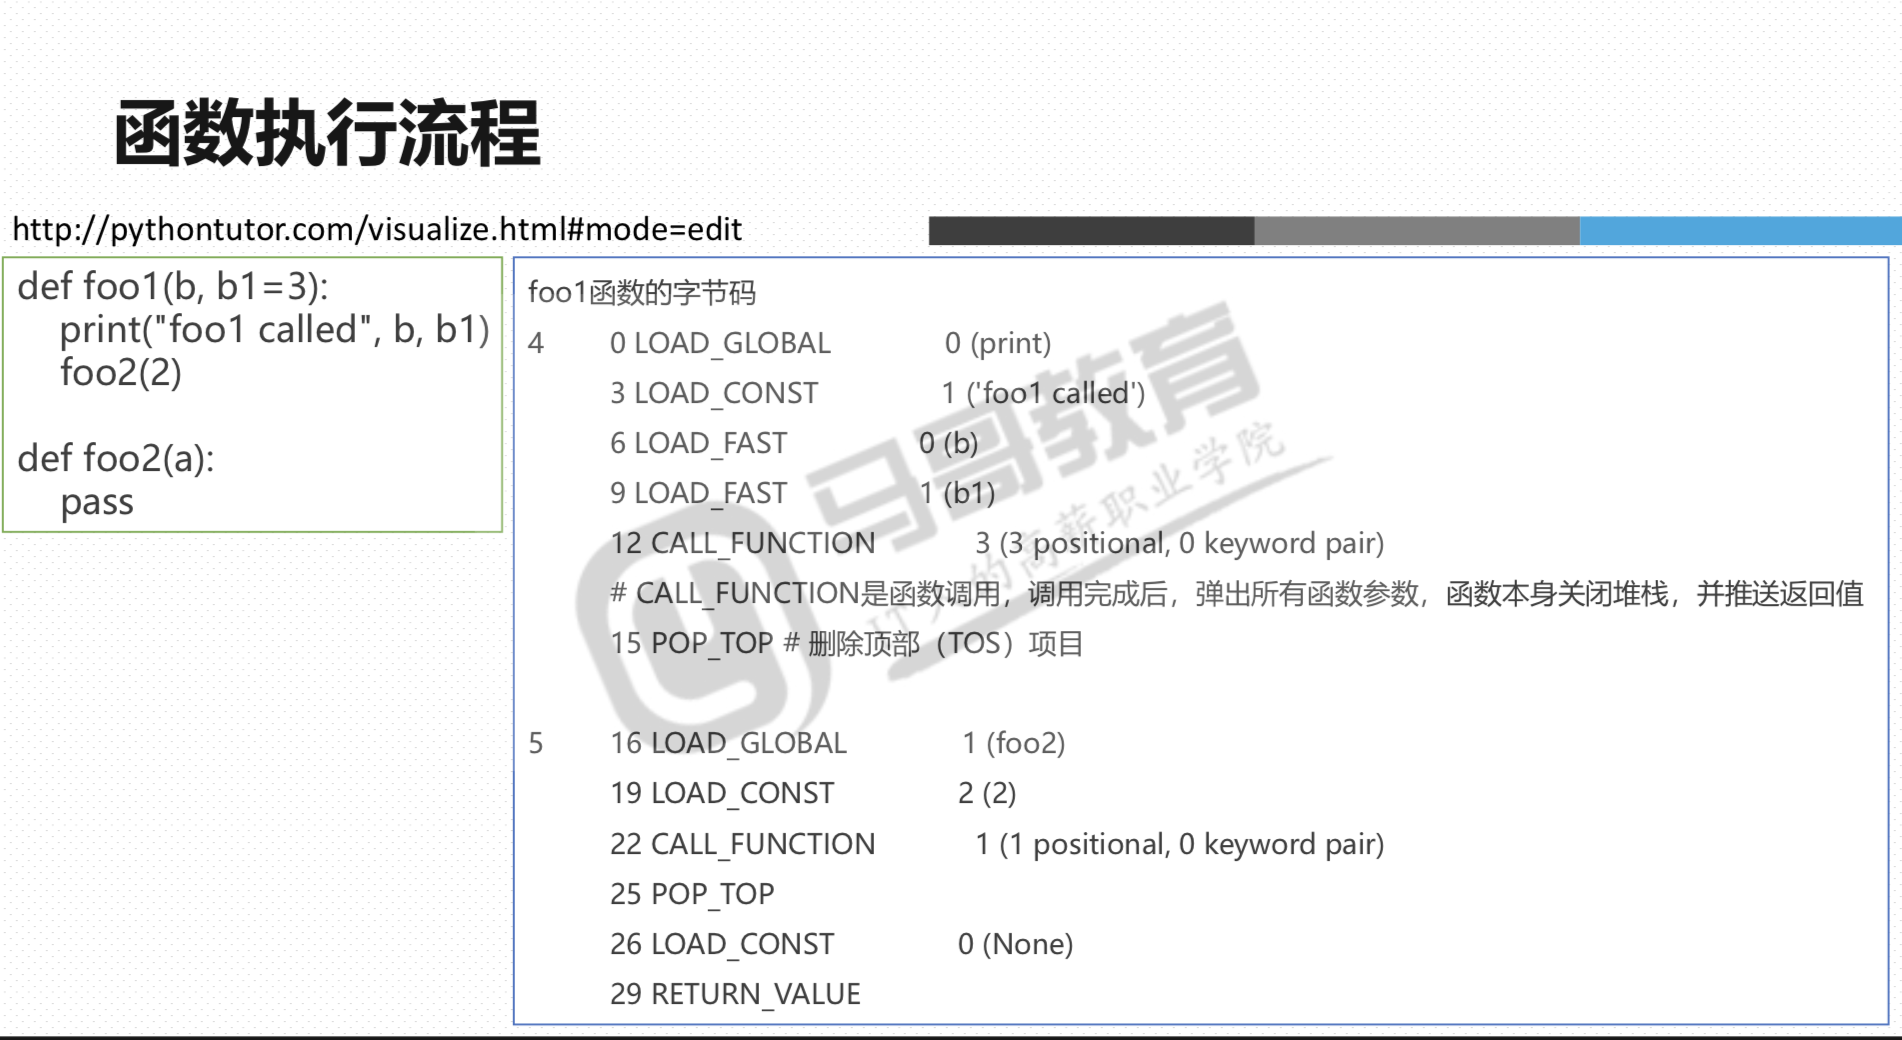 函数执行流程
http://pythontutor.com/visualize.html#mode=edit
def foo1(b, b1=3):
    print("foo1 called", b, b1)
    foo2(2)
def foo2(a):
    pass
foo1函数的字节码
4 0 LOAD_GLOBAL 0 (print)
3 LOAD_CONST 1 ('foo1 called')
6 LOAD_FAST 0 (b)
9 LOAD_FAST 1 (b1)
12 CALL_FUNCTION 3 (3 positional, 0 keyword pair)
# CALL_FUNCTION是函数调用，调用完成后，弹出所有函数参数，函数本身关闭堆栈，并推送返回值
15 POP_TOP # 删除顶部（TOS）项目
5 16 LOAD_GLOBAL 1 (foo2)
19 LOAD_CONST 2 (2)
22 CALL_FUNCTION 1 (1 positional, 0 keyword pair)
25 POP_TOP
26 LOAD_CONST 0 (None)
29 RETURN_VALUE
马哥教育
IT人的高薪职业学院